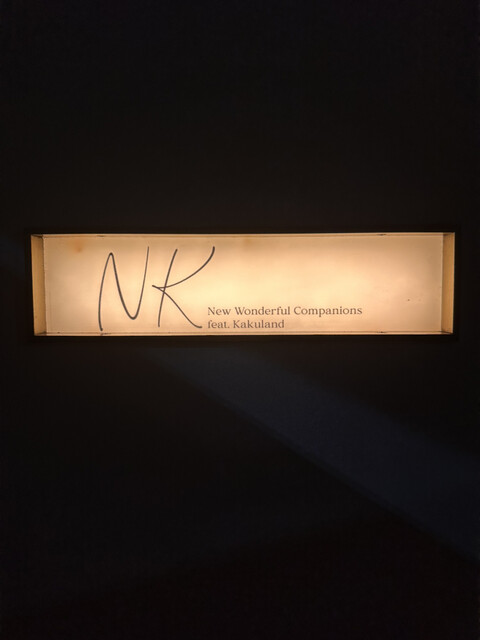 NK
New Wonderful Companions
feat. Kakuland